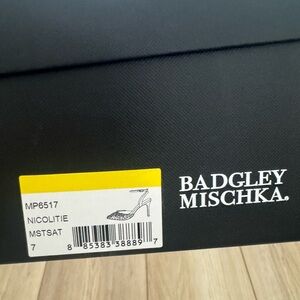 MP6517
NICOLITIE
MSTSAT
7
8 85383 38889 7
BADGLEY
MISCHKA.